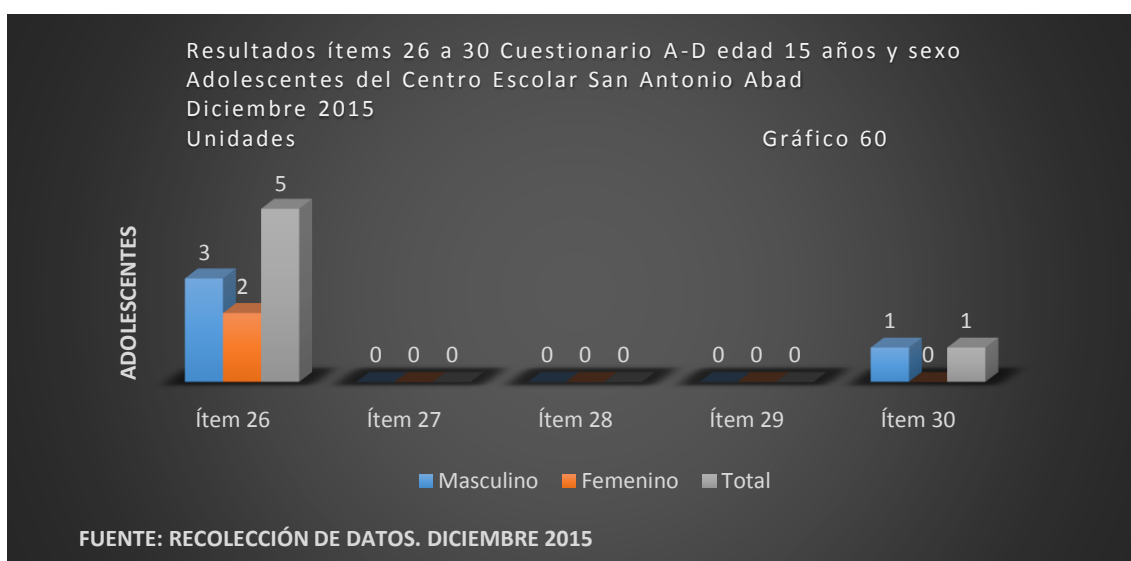 Resultados ítems 26 a 30 Cuestionario A-D edad 15 años y sexo
Adolescentes del Centro Escolar San Antonio Abad
Diciembre 2015
Unidades Gráfico 60
ADOLESCENTES
3 2 5
0 0 0
0 0 0
0 0 0
1 0 1
Ítem 26 Ítem 27 Ítem 28 Ítem 29 Ítem 30
Masculino Femenino Total
FUENTE: RECOLECCIÓN DE DATOS. DICIEMBRE 2015